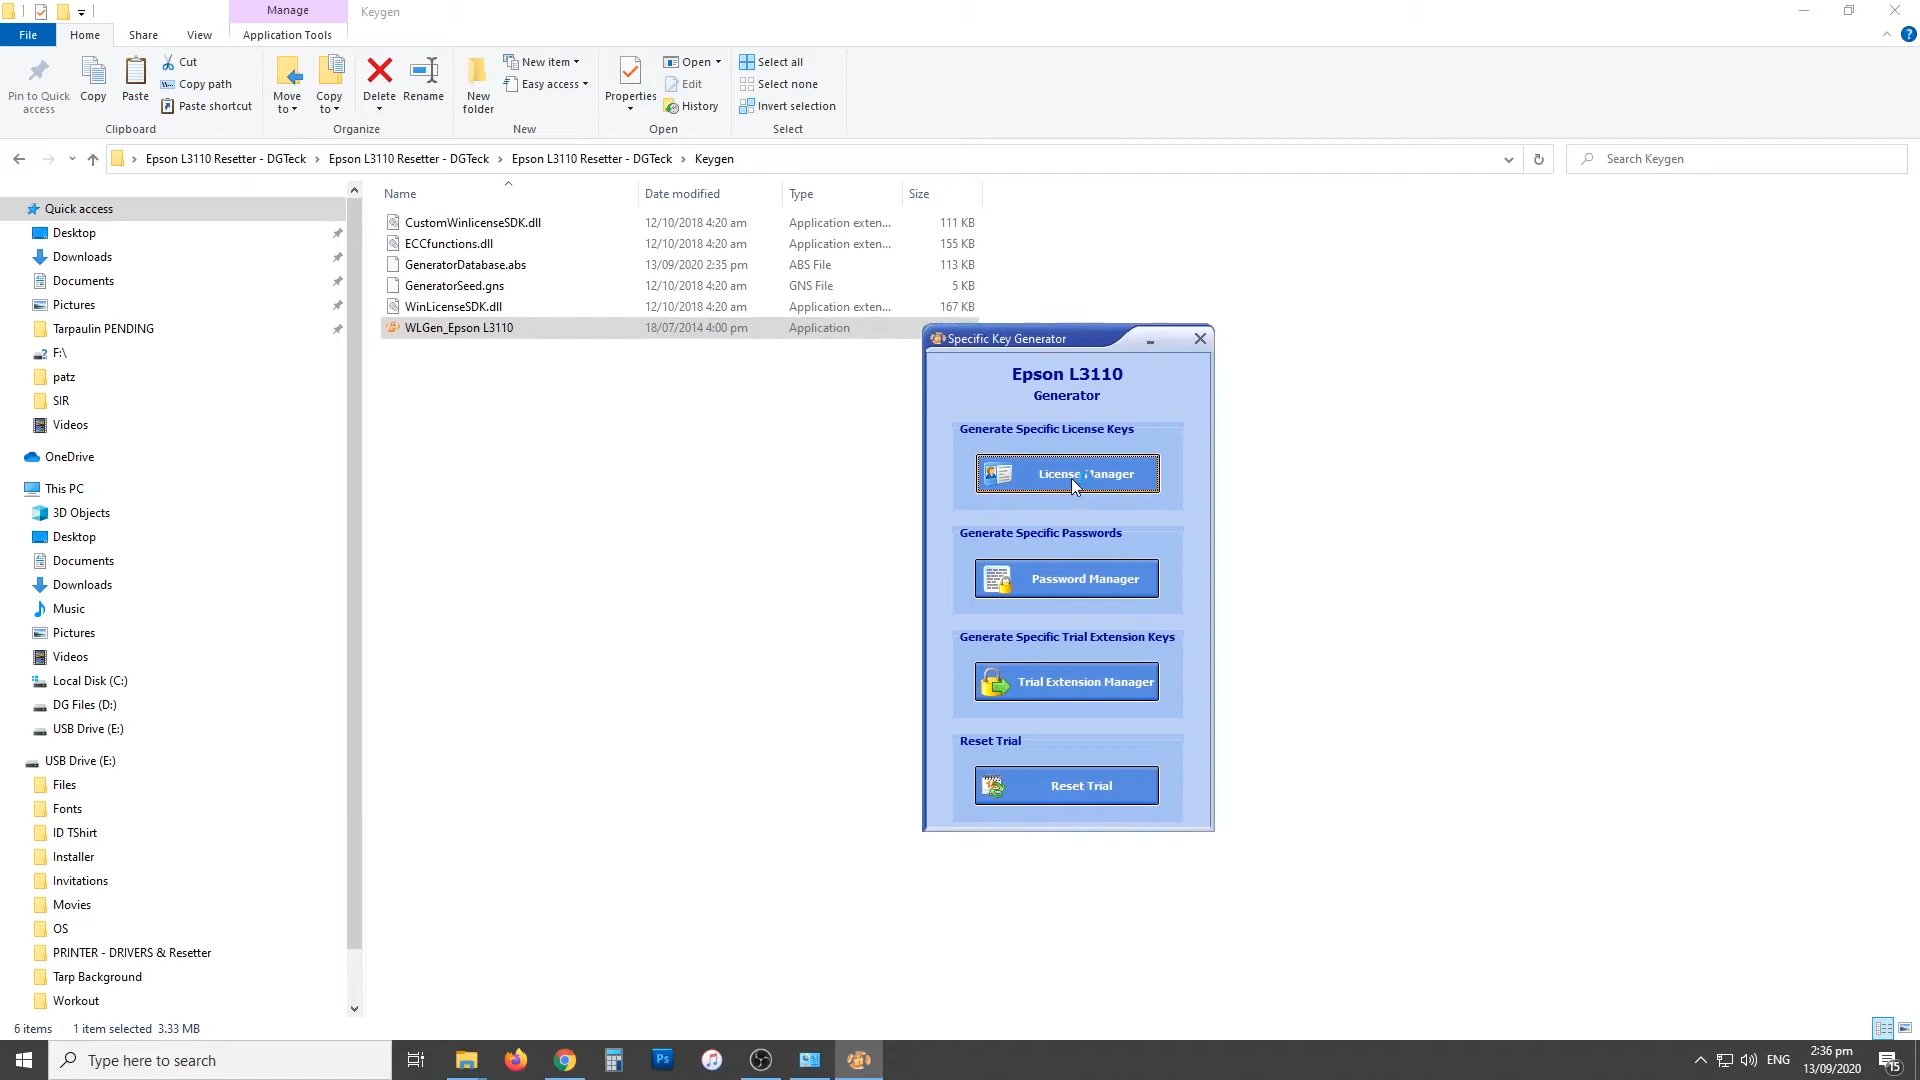 Manage
Keygen
File
Home
Share
View
Application Tools
Pin to Quick access
Copy
Paste
Cut
Copy path
Paste shortcut
Clipboard
Move to
Copy to
Delete
Rename
Organize
New folder
New item
Easy access
New
Properties
Open
Edit
History
Open
Select all
Select none
Invert selection
Select
Epson L3110 Resetter - DGTeck > Epson L3110 Resetter - DGTeck > Epson L3110 Resetter - DGTeck > Keygen
Search Keygen
Quick access
Desktop
Downloads
Documents
Pictures
Tarpaulin PENDING
F:\
patz
SIR
Videos
OneDrive
This PC
3D Objects
Desktop
Documents
Downloads
Music
Pictures
Videos
Local Disk (C:)
DG Files (D:)
USB Drive (E:)
USB Drive (E:)
Files
Fonts
ID TShirt
Installer
Invitations
Movies
OS
PRINTER - DRIVERS & Resetter
Tarp Background
Workout
Name Date modified Type Size
CustomWinlicenseSDK.dll 12/10/2018 4:20 am Application exten... 111 KB
ECCfunctions.dll 12/10/2018 4:20 am Application exten... 155 KB
GeneratorDatabase.abs 13/09/2020 2:35 pm ABS File 113 KB
GeneratorSeed.gns 12/10/2018 4:20 am GNS File 5 KB
WinLicenseSDK.dll 12/10/2018 4:20 am Application exten... 167 KB
WLGen_Epson L3110 18/07/2014 4:00 pm Application
Specific Key Generator
Epson L3110
Generator
Generate Specific License Keys
License Manager
Generate Specific Passwords
Password Manager
Generate Specific Trial Extension Keys
Trial Extension Manager
Reset Trial
Reset Trial
6 items 1 item selected 3.33 MB
Type here to search
Ps
ENG
2:36 pm
13/09/2020
15